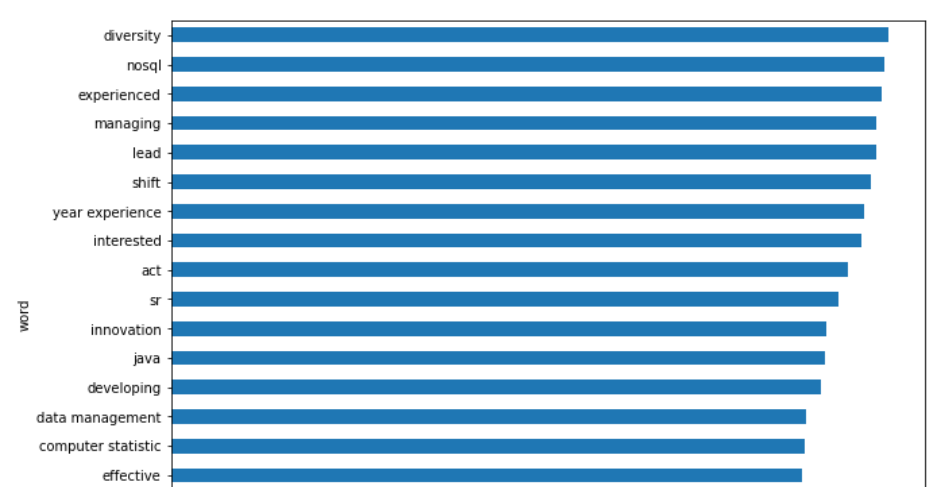 diversity
nosql
experienced
managing
lead
shift
year experience
interested
act
sr
word
innovation
java
developing
data management
computer statistic
effective